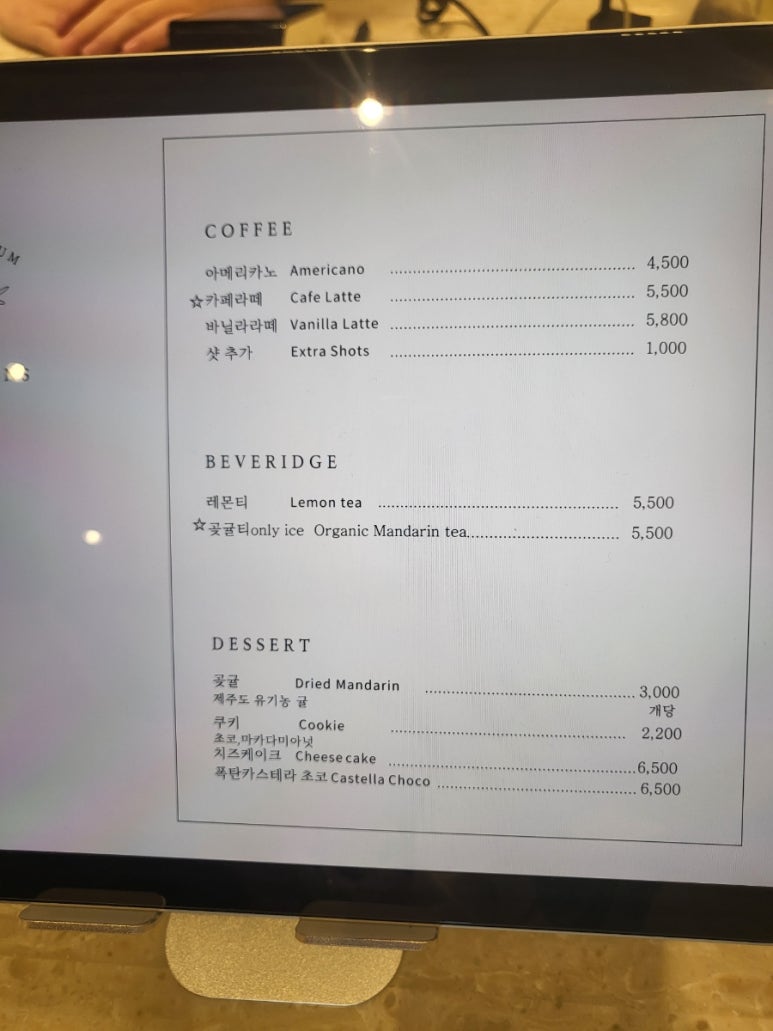 UM
COFFEE
아메리카노 Americano 4,500
☆카페라떼 Cafe Latte 5,500
바닐라라떼 Vanilla Latte 5,800
샷 추가 Extra Shots 1,000
BEVERIDGE
레몬티 Lemon tea 5,500
☆곶귤티only ice Organic Mandarin tea 5,500
DESSERT
곶귤 Dried Mandarin 3,000
제주도 유기농 귤 개당
쿠키 Cookie 2,200
초코,마카다미아넛
치즈케이크 Cheese cake 6,500
폭탄카스테라 초코 Castella Choco 6,500